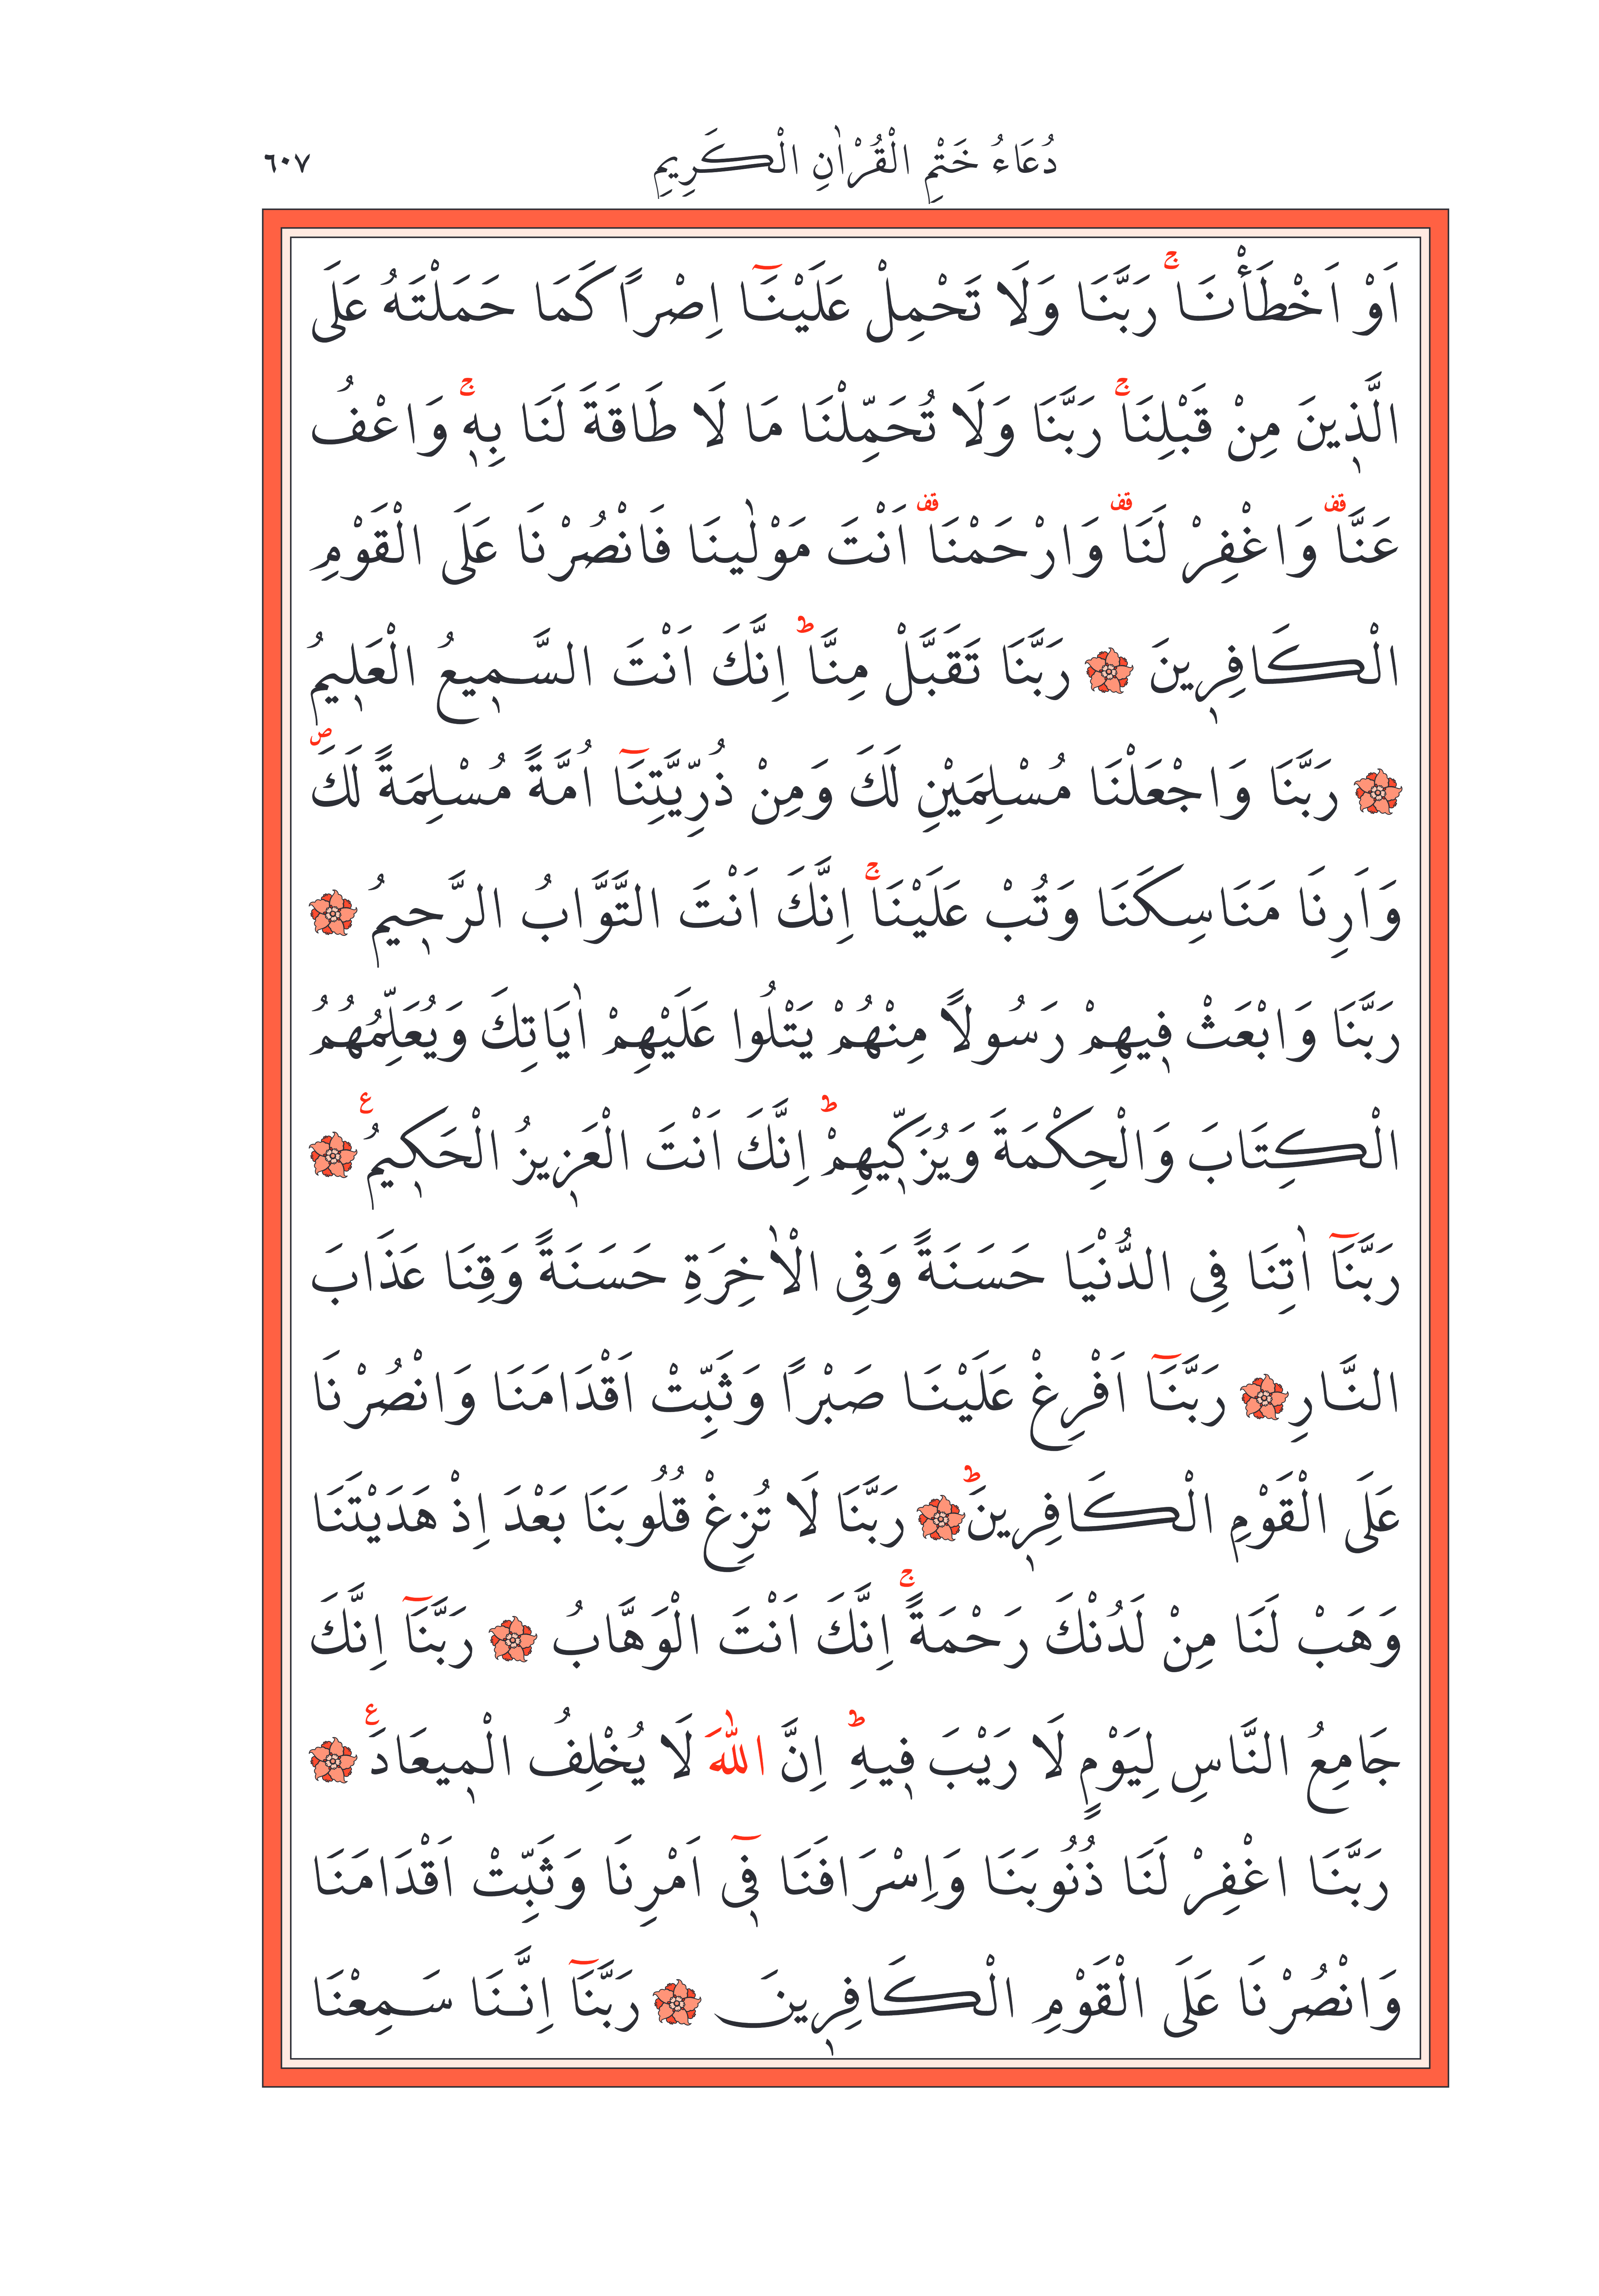 دُعَاءُ خَتْمِ الْقُرْاٰنِ الْكَرِيمِ
٦٠٧
اَوْ اَخْطَأْنَاۚ رَبَّنَا وَلَا تَحْمِلْ عَلَيْنَٓا اِصْرًا كَمَا حَمَلْتَهُ عَلَى
الَّذ۪ينَ مِنْ قَبْلِنَاۚ رَبَّنَا وَلَا تُحَمِّلْنَا مَا لَا طَاقَةَ لَنَا بِه۪ۚ وَاعْفُ
عَنَّا۠ وَاغْفِرْ لَنَا۠ وَارْحَمْنَا۠ اَنْتَ مَوْلٰينَا فَانْصُرْنَا عَلَى الْقَوْمِ
الْكَافِر۪ينَ ۝ رَبَّنَا تَقَبَّلْ مِنَّاۜ اِنَّكَ اَنْتَ السَّم۪يعُ الْعَل۪يمُ
۝ رَبَّنَا وَاجْعَلْنَا مُسْلِمَيْنِ لَكَ وَمِنْ ذُرِّيَّتِنَٓا اُمَّةً مُسْلِمَةً لَكَۖ
وَاَرِنَا مَنَاسِكَنَا وَتُبْ عَلَيْنَاۚ اِنَّكَ اَنْتَ التَّوَّابُ الرَّح۪يمُ ۝
رَبَّنَا وَابْعَثْ ف۪يهِمْ رَسُولًا مِنْهُمْ يَتْلُوا عَلَيْهِمْ اٰيَاتِكَ وَيُعَلِّمُهُمُ
الْكِتَابَ وَالْحِكْمَةَ وَيُزَكّ۪يهِمْۜ اِنَّكَ اَنْتَ الْعَز۪يزُ الْحَك۪يمُ۟ ۝
رَبَّنَٓا اٰتِنَا فِي الدُّنْيَا حَسَنَةً وَفِي الْاٰخِرَةِ حَسَنَةً وَقِنَا عَذَابَ
النَّارِ ۝ رَبَّنَٓا اَفْرِغْ عَلَيْنَا صَبْرًا وَثَبِّتْ اَقْدَامَنَا وَانْصُرْنَا
عَلَى الْقَوْمِ الْكَافِر۪ينَۜ ۝ رَبَّنَا لَا تُزِغْ قُلُوبَنَا بَعْدَ اِذْ هَدَيْتَنَا
وَهَبْ لَنَا مِنْ لَدُنْكَ رَحْمَةًۚ اِنَّكَ اَنْتَ الْوَهَّابُ ۝ رَبَّنَٓا اِنَّكَ
جَامِعُ النَّاسِ لِيَوْمٍ لَا رَيْبَ ف۪يهِۜ اِنَّ اللّٰهَ لَا يُخْلِفُ الْم۪يعَادَ۟ ۝
رَبَّنَا اغْفِرْ لَنَا ذُنُوبَنَا وَاِسْرَافَنَا ف۪ٓي اَمْرِنَا وَثَبِّتْ اَقْدَامَنَا
وَانْصُرْنَا عَلَى الْقَوْمِ الْكَافِر۪ينَ ۝ رَبَّنَٓا اِنَّنَا سَمِعْنَا